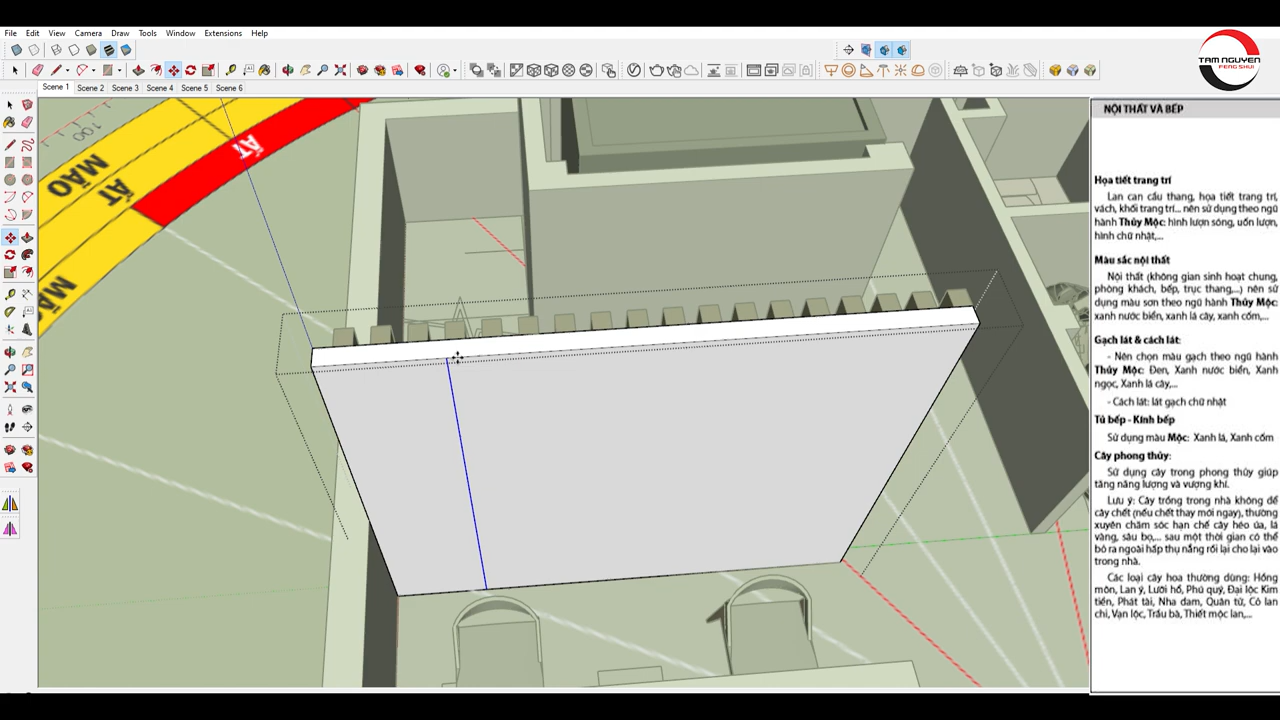 File Edit View Camera Draw Tools Window Extensions Help
TAM NGUYEN
FENG SHUI
Scene 1 Scene 2 Scene 3 Scene 4 Scene 5 Scene 6
100
MÃO
ẤT
ẤT
NỘI THẤT VÀ BẾP
Họa tiết trang trí
Lan can cầu thang, họa tiết trang trí,
vách, khối trang trí... nên sử dụng theo ngũ
hành Thủy Mộc: hình lượn sóng, uốn lượn,
hình chữ nhật,...
Màu sắc nội thất
Nội thất (không gian sinh hoạt chung,
phòng khách, bếp, trục thang,...) nên sử
dụng màu sơn theo ngũ hành Thủy Mộc:
xanh nước biển, xanh lá cây, xanh cốm...
Gạch lát & cách lát:
- Nên chọn màu gạch theo ngũ hành
Thủy Mộc: Đen, Xanh nước biển, Xanh
ngọc, Xanh lá cây,...
- Cách lát: lát gạch chữ nhật
Tủ bếp - Kính bếp
Sử dụng màu Mộc: Xanh lá, Xanh cốm
Cây phong thủy:
Sử dụng cây trong phong thủy giúp
tăng năng lượng và vượng khí.
Lưu ý: Cây trồng trong nhà không để
cây chết (nếu chết thay mới ngay), thường
xuyên chăm sóc hạn chế cây héo úa, lá
vàng, sâu bọ,... sau một thời gian có thể
bỏ ra ngoài hấp thụ nắng rồi lại cho lại vào
trong nhà.
Các loại cây hoa thường dùng: Hồng
môn, Lan ý, Lưỡi hổ, Phú quý, Đại lộc Kim
tiền, Phát tài, Nha đam, Quân tử, Cỏ lan
chi, Vạn lộc, Trầu bà, Thiết mộc lan,...